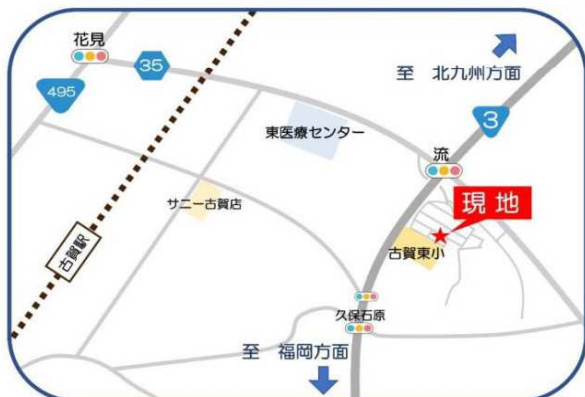 花見
35
495
至 北九州方面
3
東医療センター
流
現地
サニー古賀店
古賀東小
古賀駅
久保石原
至 福岡方面